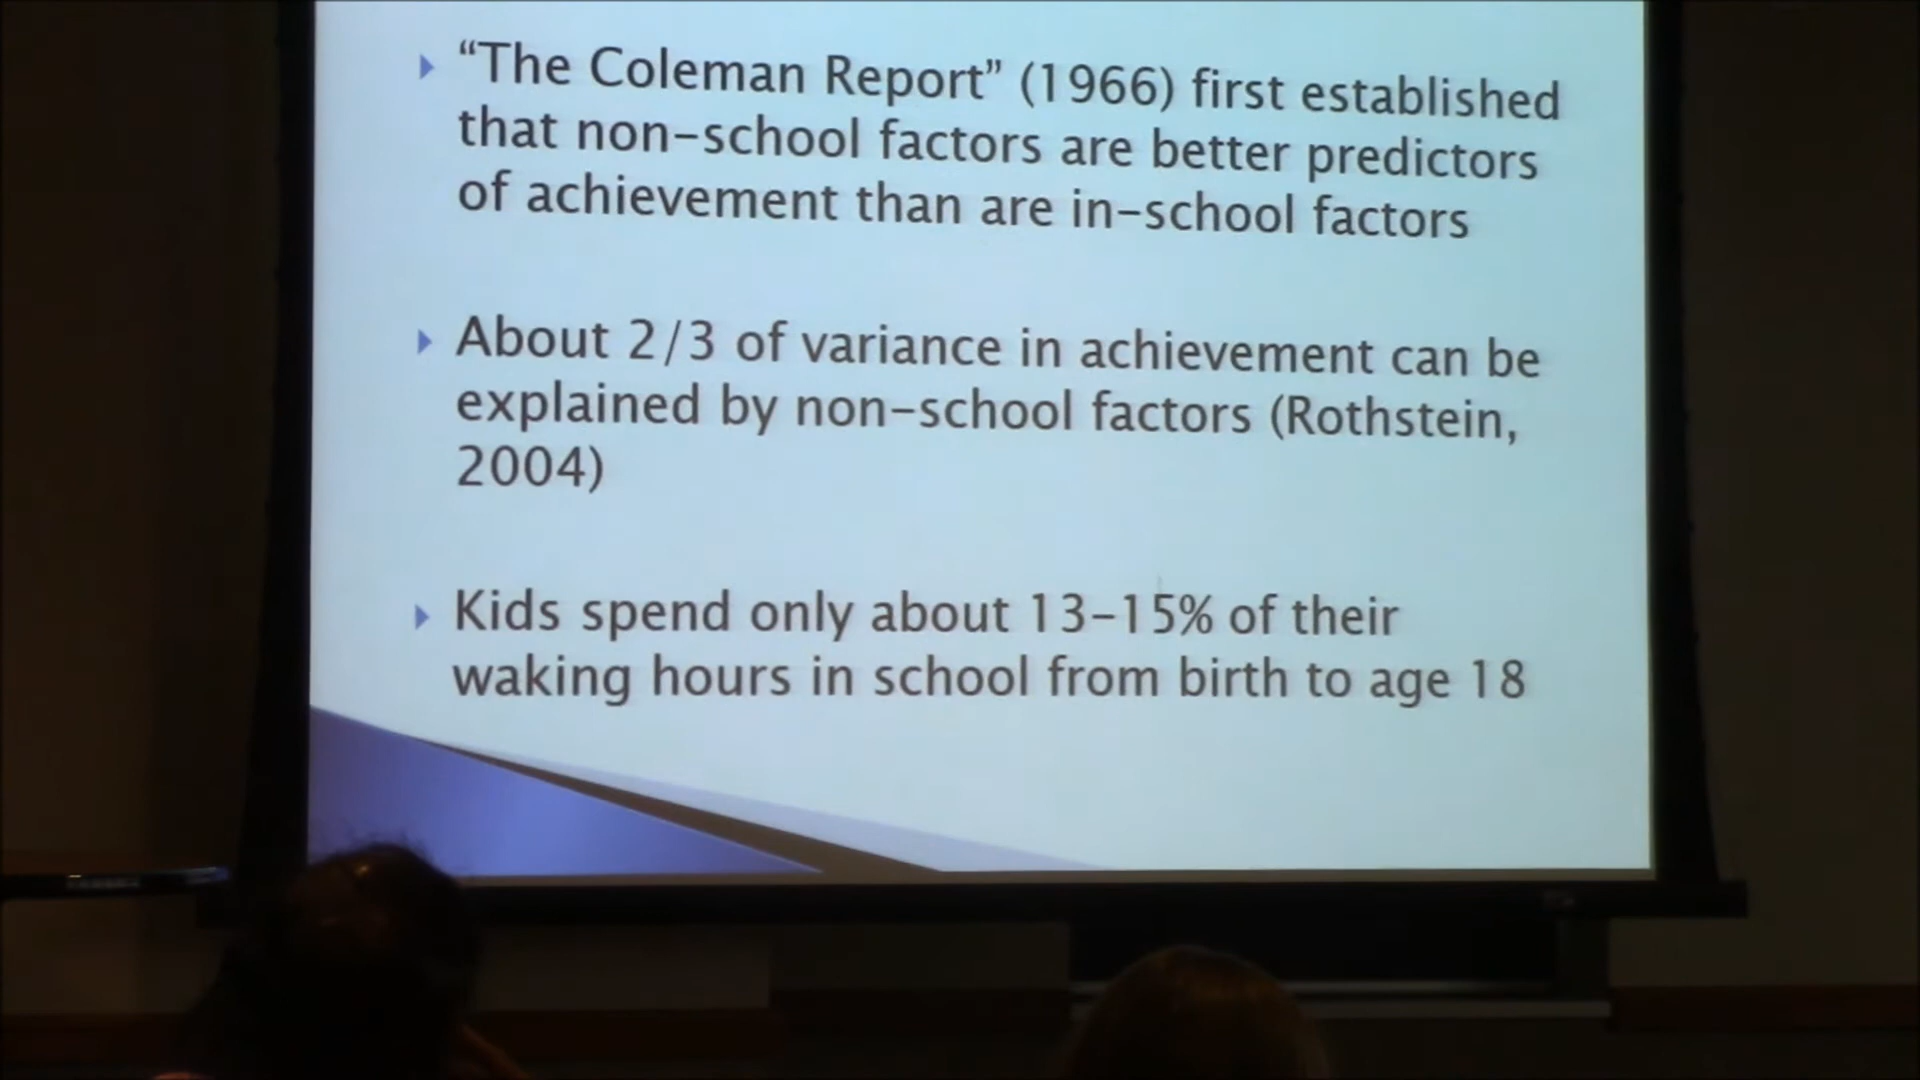 “The Coleman Report” (1966) first established
that non-school factors are better predictors
of achievement than are in-school factors
About 2/3 of variance in achievement can be
explained by non-school factors (Rothstein,
2004)
Kids spend only about 13-15% of their
waking hours in school from birth to age 18